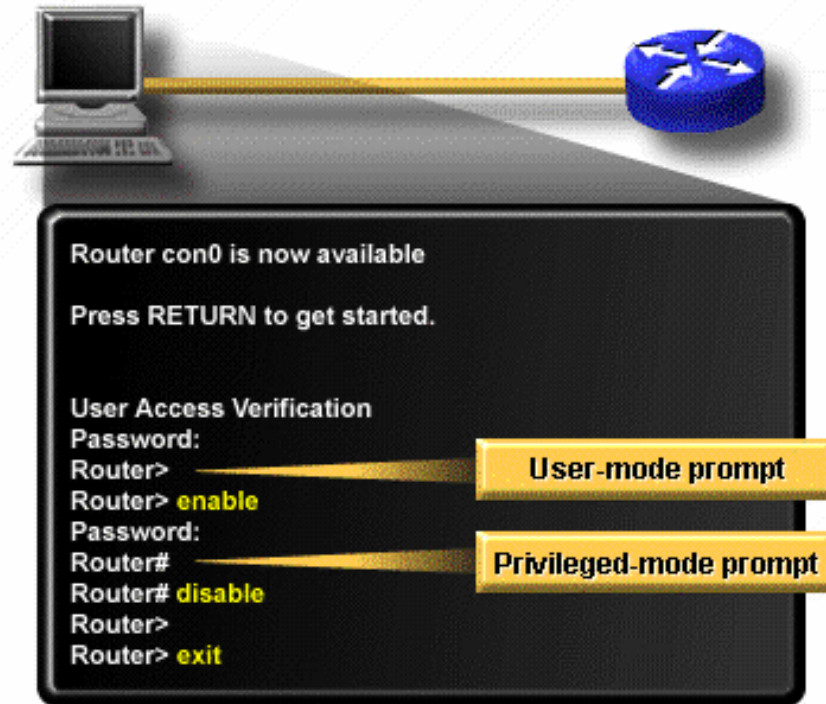 Router con0 is now available
Press RETURN to get started.
User Access Verification
Password:
Router>
User-mode prompt
Router> enable
Password:
Router#
Privileged-mode prompt
Router# disable
Router>
Router> exit